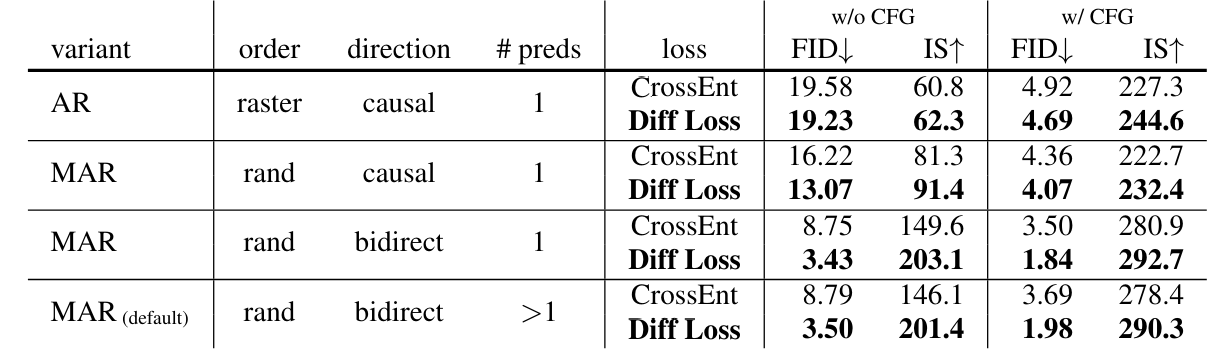 w/o CFG w/ CFG
variant order direction # preds loss FID↓ IS↑ FID↓ IS↑
CrossEnt 19.58 60.8 4.92 227.3
AR raster causal 1
Diff Loss 19.23 62.3 4.69 244.6
CrossEnt 16.22 81.3 4.36 222.7
MAR rand causal 1
Diff Loss 13.07 91.4 4.07 232.4
CrossEnt 8.75 149.6 3.50 280.9
MAR rand bidirect 1
Diff Loss 3.43 203.1 1.84 292.7
CrossEnt 8.79 146.1 3.69 278.4
MAR (default) rand bidirect >1
Diff Loss 3.50 201.4 1.98 290.3